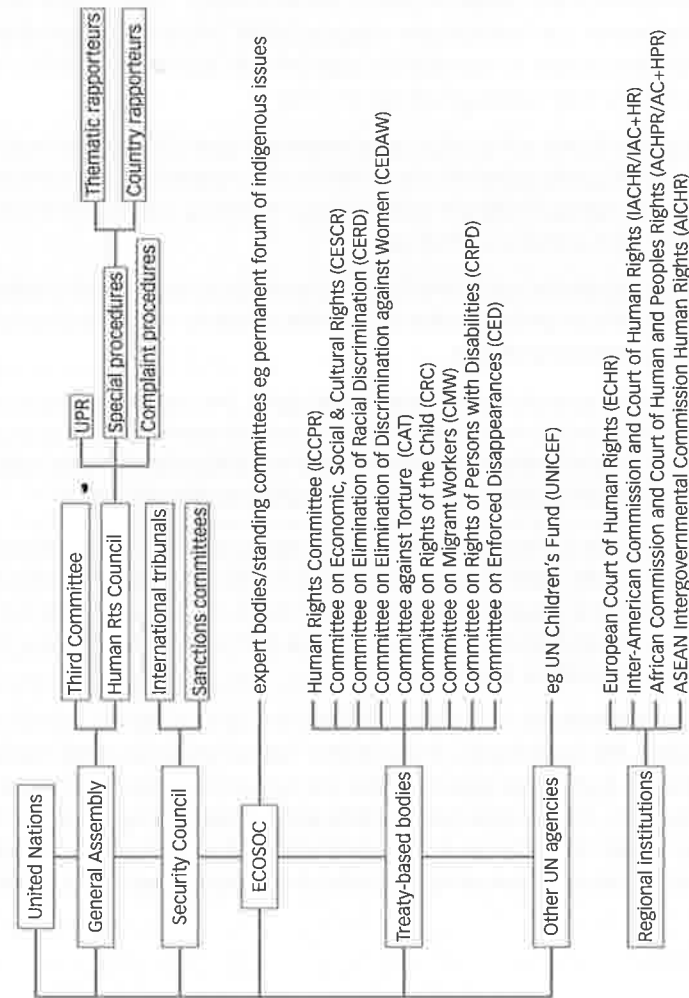 United Nations
General Assembly
Third Committee
Human Rts Council
UPR
Special procedures
Complaint procedures
Thematic rapporteurs
Country rapporteurs
Security Council
International tribunals
Sanctions committees
ECOSOC
expert bodies/standing committees eg permanent forum of indigenous issues
Treaty-based bodies
Human Rights Committee (ICCPR)
Committee on Economic, Social & Cultural Rights (CESCR)
Committee on Elimination of Racial Discrimination (CERD)
Committee on Elimination of Discrimination against Women (CEDAW)
Committee against Torture (CAT)
Committee on Rights of the Child (CRC)
Committee on Migrant Workers (CMW)
Committee on Rights of Persons with Disabilities (CRPD)
Committee on Enforced Disappearances (CED)
Other UN agencies
eg UN Children's Fund (UNICEF)
Regional institutions
European Court of Human Rights (ECHR)
Inter-American Commission and Court of Human Rights (IACHR/IAC+HR)
African Commission and Court of Human and Peoples Rights (ACHPR/AC+HPR)
ASEAN Intergovernmental Commission Human Rights (AICHR)